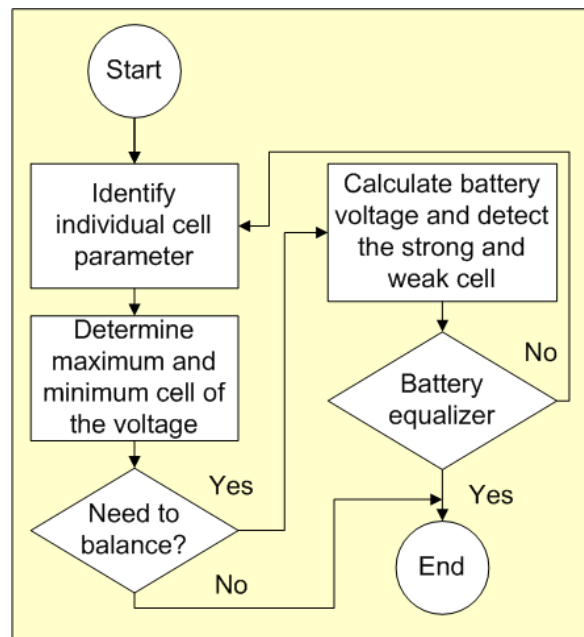 Start
Identify
individual cell
parameter
Determine
maximum and
minimum cell of
the voltage
Need to
balance?
Yes
No
Calculate battery
voltage and detect
the strong and
weak cell
Battery
equalizer
No
Yes
End